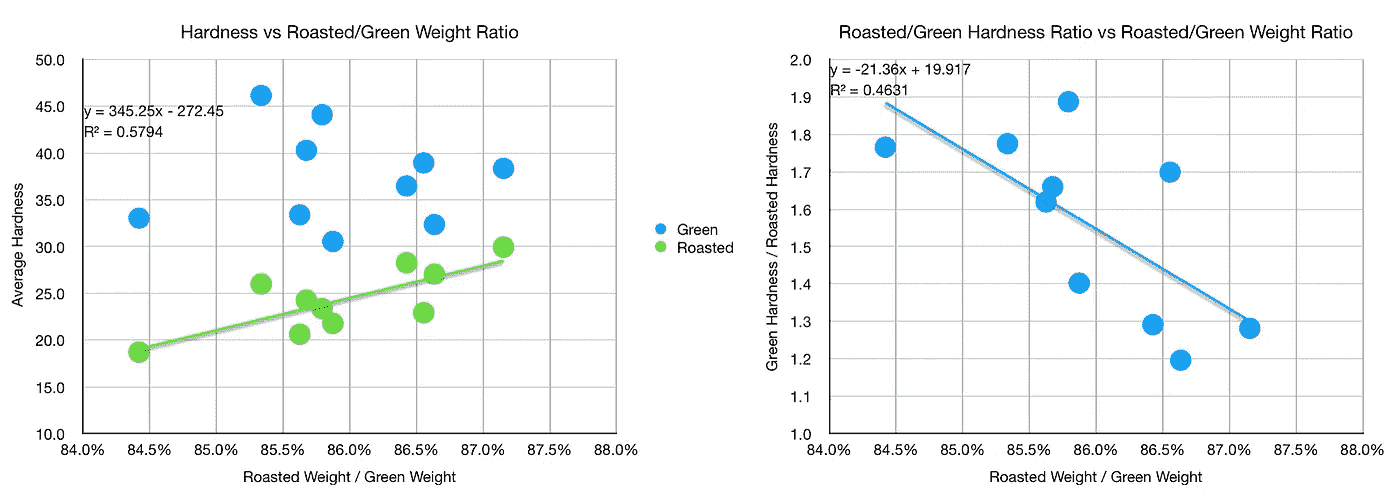 Hardness vs Roasted/Green Weight Ratio
50.0
45.0
40.0
35.0
30.0
25.0
20.0
15.0
10.0
y = 345.25x - 272.45
R² = 0.5794
Average Hardness
84.0% 84.5% 85.0% 85.5% 86.0% 86.5% 87.0% 87.5% 88.0%
Roasted Weight / Green Weight
Green
Roasted
Roasted/Green Hardness Ratio vs Roasted/Green Weight Ratio
2.0
1.9
1.8
1.7
1.6
1.5
1.4
1.3
1.2
1.1
1.0
y = -21.36x + 19.917
R² = 0.4631
Green Hardness / Roasted Hardness
84.0% 84.5% 85.0% 85.5% 86.0% 86.5% 87.0% 87.5% 88.0%
Roasted Weight / Green Weight